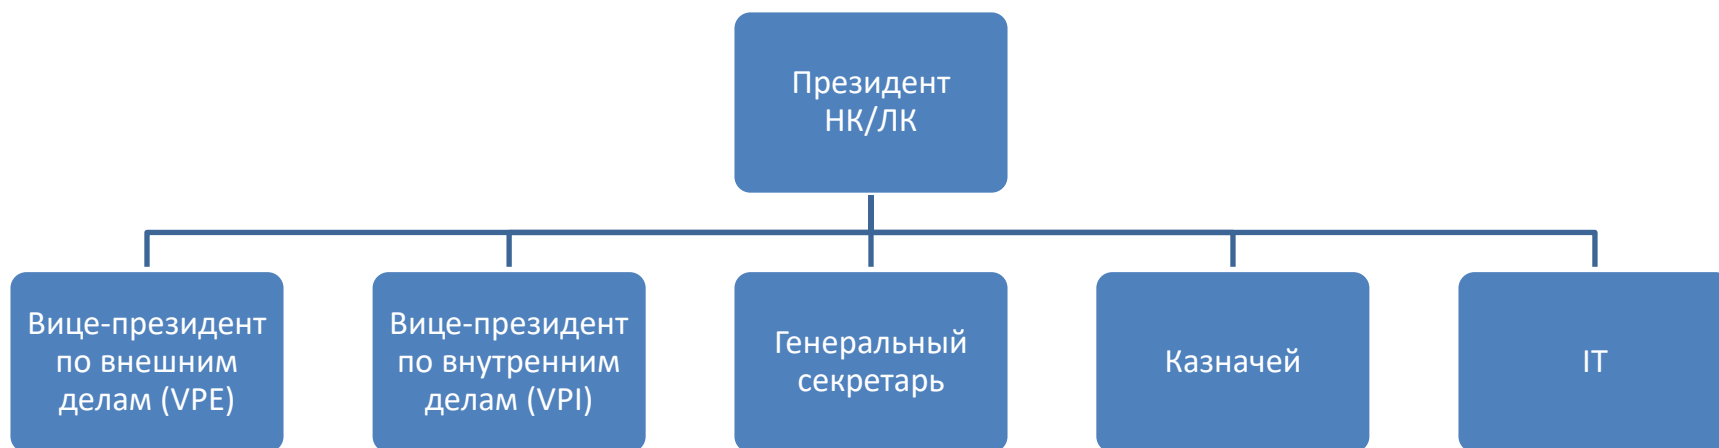 Президент
НК/ЛК
Вице-президент
по внешним
делам (VPE)
Вице-президент
по внутренним
делам (VPI)
Генеральный
секретарь
Казначей
IT